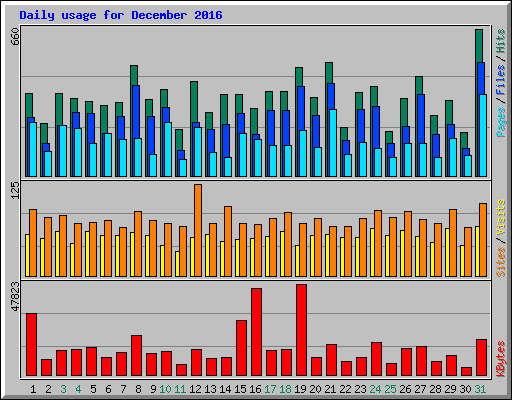 Daily usage for December 2016
660
Pages / Files / Hits
125
Sites / Visits
47823
KBytes
1 2 3 4 5 6 7 8 9 10 11 12 13 14 15 16 17 18 19 20 21 22 23 24 25 26 27 28 29 30 31